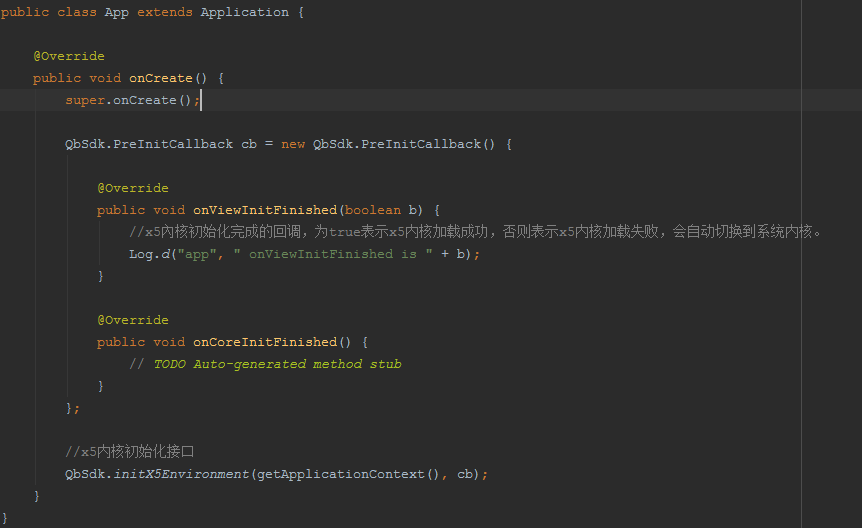 public class App extends Application {
@Override
public void onCreate() {
super.onCreate();
QbSdk.PreInitCallback cb = new QbSdk.PreInitCallback() {
@Override
public void onViewInitFinished(boolean b) {
//x5內核初始化完成的回调，为true表示x5内核加载成功，否则表示x5内核加载失败，会自动切换到系统内核。
Log.d("app", " onViewInitFinished is " + b);
}
@Override
public void onCoreInitFinished() {
// TODO Auto-generated method stub
}
};
//x5内核初始化接口
QbSdk.initX5Environment(getApplicationContext(), cb);
}
}